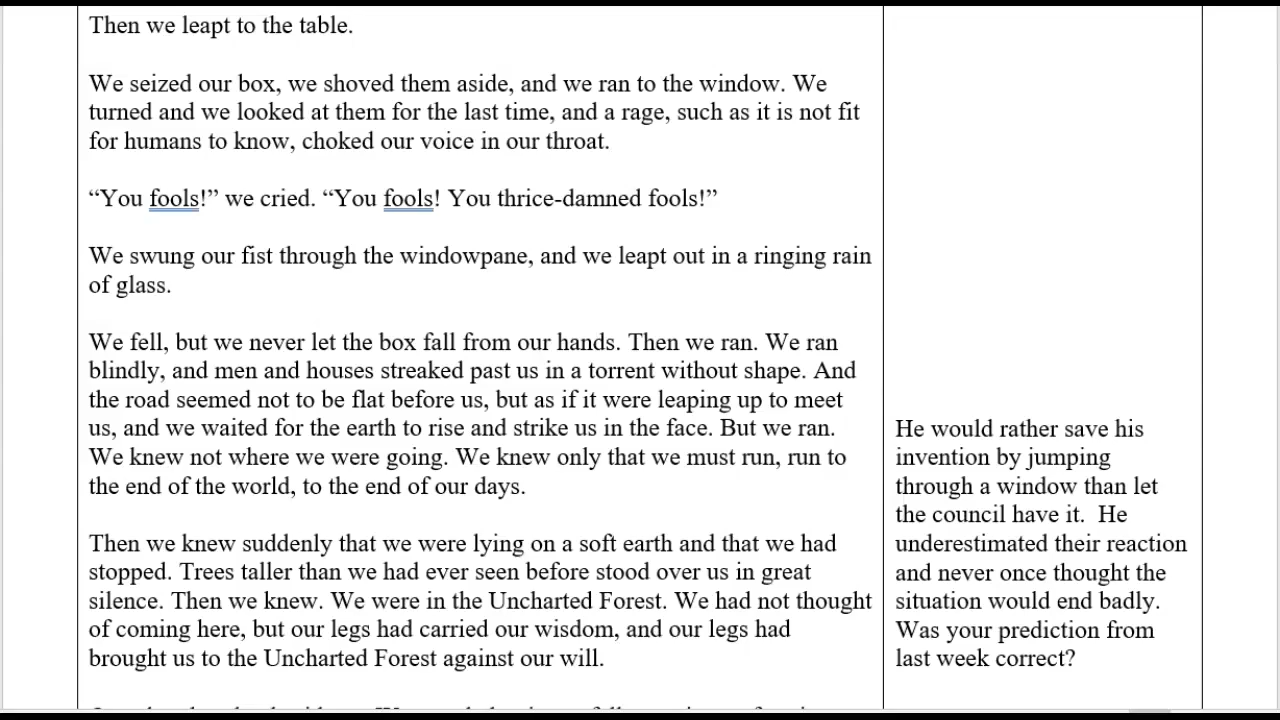 Then we leapt to the table.
We seized our box, we shoved them aside, and we ran to the window. We
turned and we looked at them for the last time, and a rage, such as it is not fit
for humans to know, choked our voice in our throat.
“You fools!” we cried. “You fools! You thrice-damned fools!”
We swung our fist through the windowpane, and we leapt out in a ringing rain
of glass.
We fell, but we never let the box fall from our hands. Then we ran. We ran
blindly, and men and houses streaked past us in a torrent without shape. And
the road seemed not to be flat before us, but as if it were leaping up to meet
us, and we waited for the earth to rise and strike us in the face. But we ran.
We knew not where we were going. We knew only that we must run, run to
the end of the world, to the end of our days.
Then we knew suddenly that we were lying on a soft earth and that we had
stopped. Trees taller than we had ever seen before stood over us in great
silence. Then we knew. We were in the Uncharted Forest. We had not thought
of coming here, but our legs had carried our wisdom, and our legs had
brought us to the Uncharted Forest against our will.
He would rather save his
invention by jumping
through a window than let
the council have it.  He
underestimated their reaction
and never once thought the
situation would end badly.
Was your prediction from
last week correct?